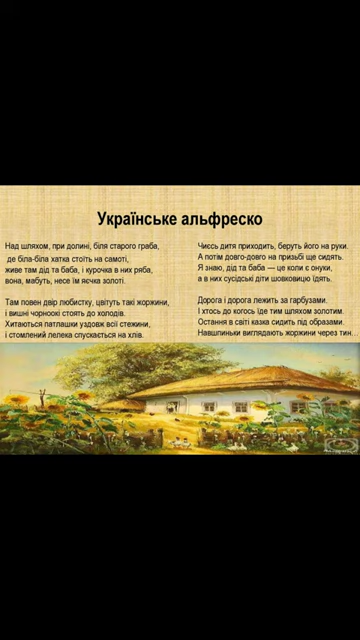 Українське альфреско
Над шляхом, при долині, біля старого граба,
де біла-біла хатка стоїть на самоті,
живе там дід та баба, і курочка в них ряба,
вона, мабуть, несе їм яєчка золоті.
Там повен двір любистку, цвітуть такі жоржини,
і вишні чорноокі стоять до холодів.
Хитаються патлашки уздовж всії стежини,
і стомлений лелека спускається на хлів.
Чиєсь дитя приходить, беруть його на руки.
А потім довго-довго на призьбі ще сидять.
Я знаю, дід та баба — це коли є онуки,
а в них сусідські діти шовковицю їдять.
Дорога і дорога лежить за гарбузами.
І хтось до когось їде тим шляхом золотим.
Остання в світі казка сидить під образами.
Навшпиньки виглядають жоржини через тин…